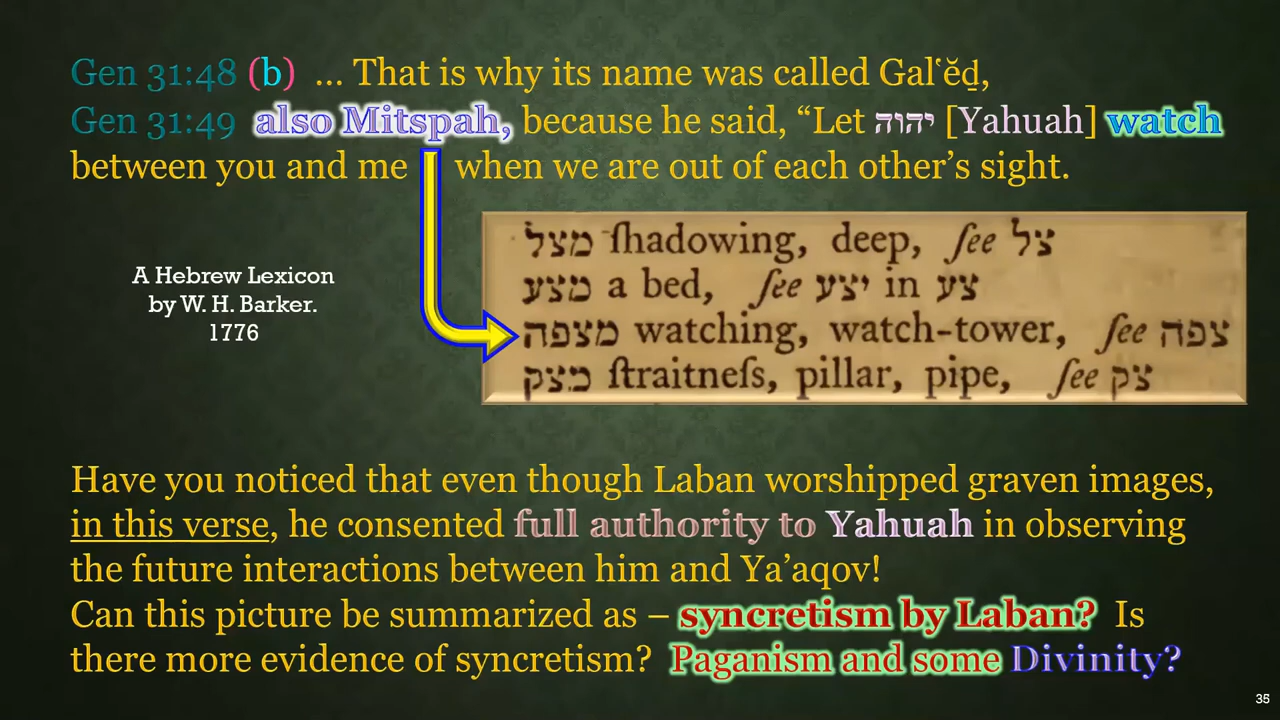 Gen 31:48 (b) ... That is why its name was called Galʽĕḏ,
Gen 31:49 also Mitspah, because he said, “Let יהוה [Yahuah] watch
between you and me when we are out of each other’s sight.
A Hebrew Lexicon
by W. H. Barker.
1776
מצל ſhadowing, deep, ſee צל
מצע a bed, ſee יצע in צע
מצפה watching, watch-tower, ſee צפה
מצק ſtraitneſs, pillar, pipe, ſee צק
Have you noticed that even though Laban worshipped graven images,
in this verse, he consented full authority to Yahuah in observing
the future interactions between him and Ya’aqov!
Can this picture be summarized as – syncretism by Laban? Is
there more evidence of syncretism? Paganism and some Divinity?
35